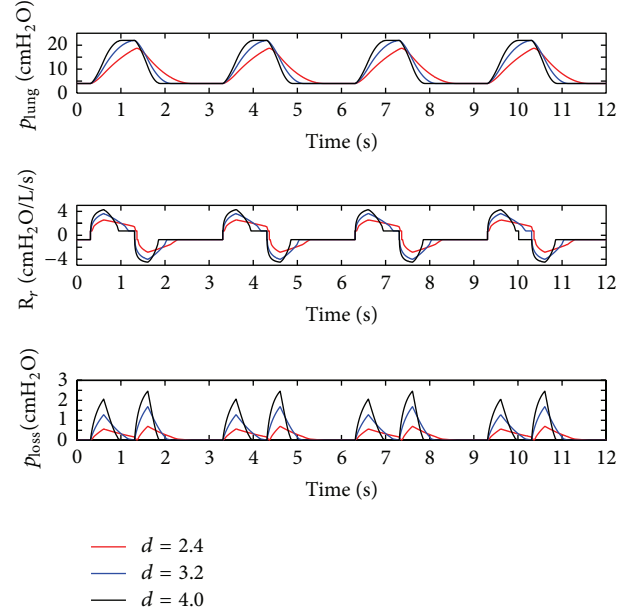 p_lung (cmH₂O)
20
10
0
0 1 2 3 4 5 6 7 8 9 10 11 12
Time (s)
R_r (cmH₂O/L/s)
4
0
−4
0 1 2 3 4 5 6 7 8 9 10 11 12
Time (s)
p_loss(cmH₂O)
3
2
1
0
0 1 2 3 4 5 6 7 8 9 10 11 12
Time (s)
d = 2.4
d = 3.2
d = 4.0